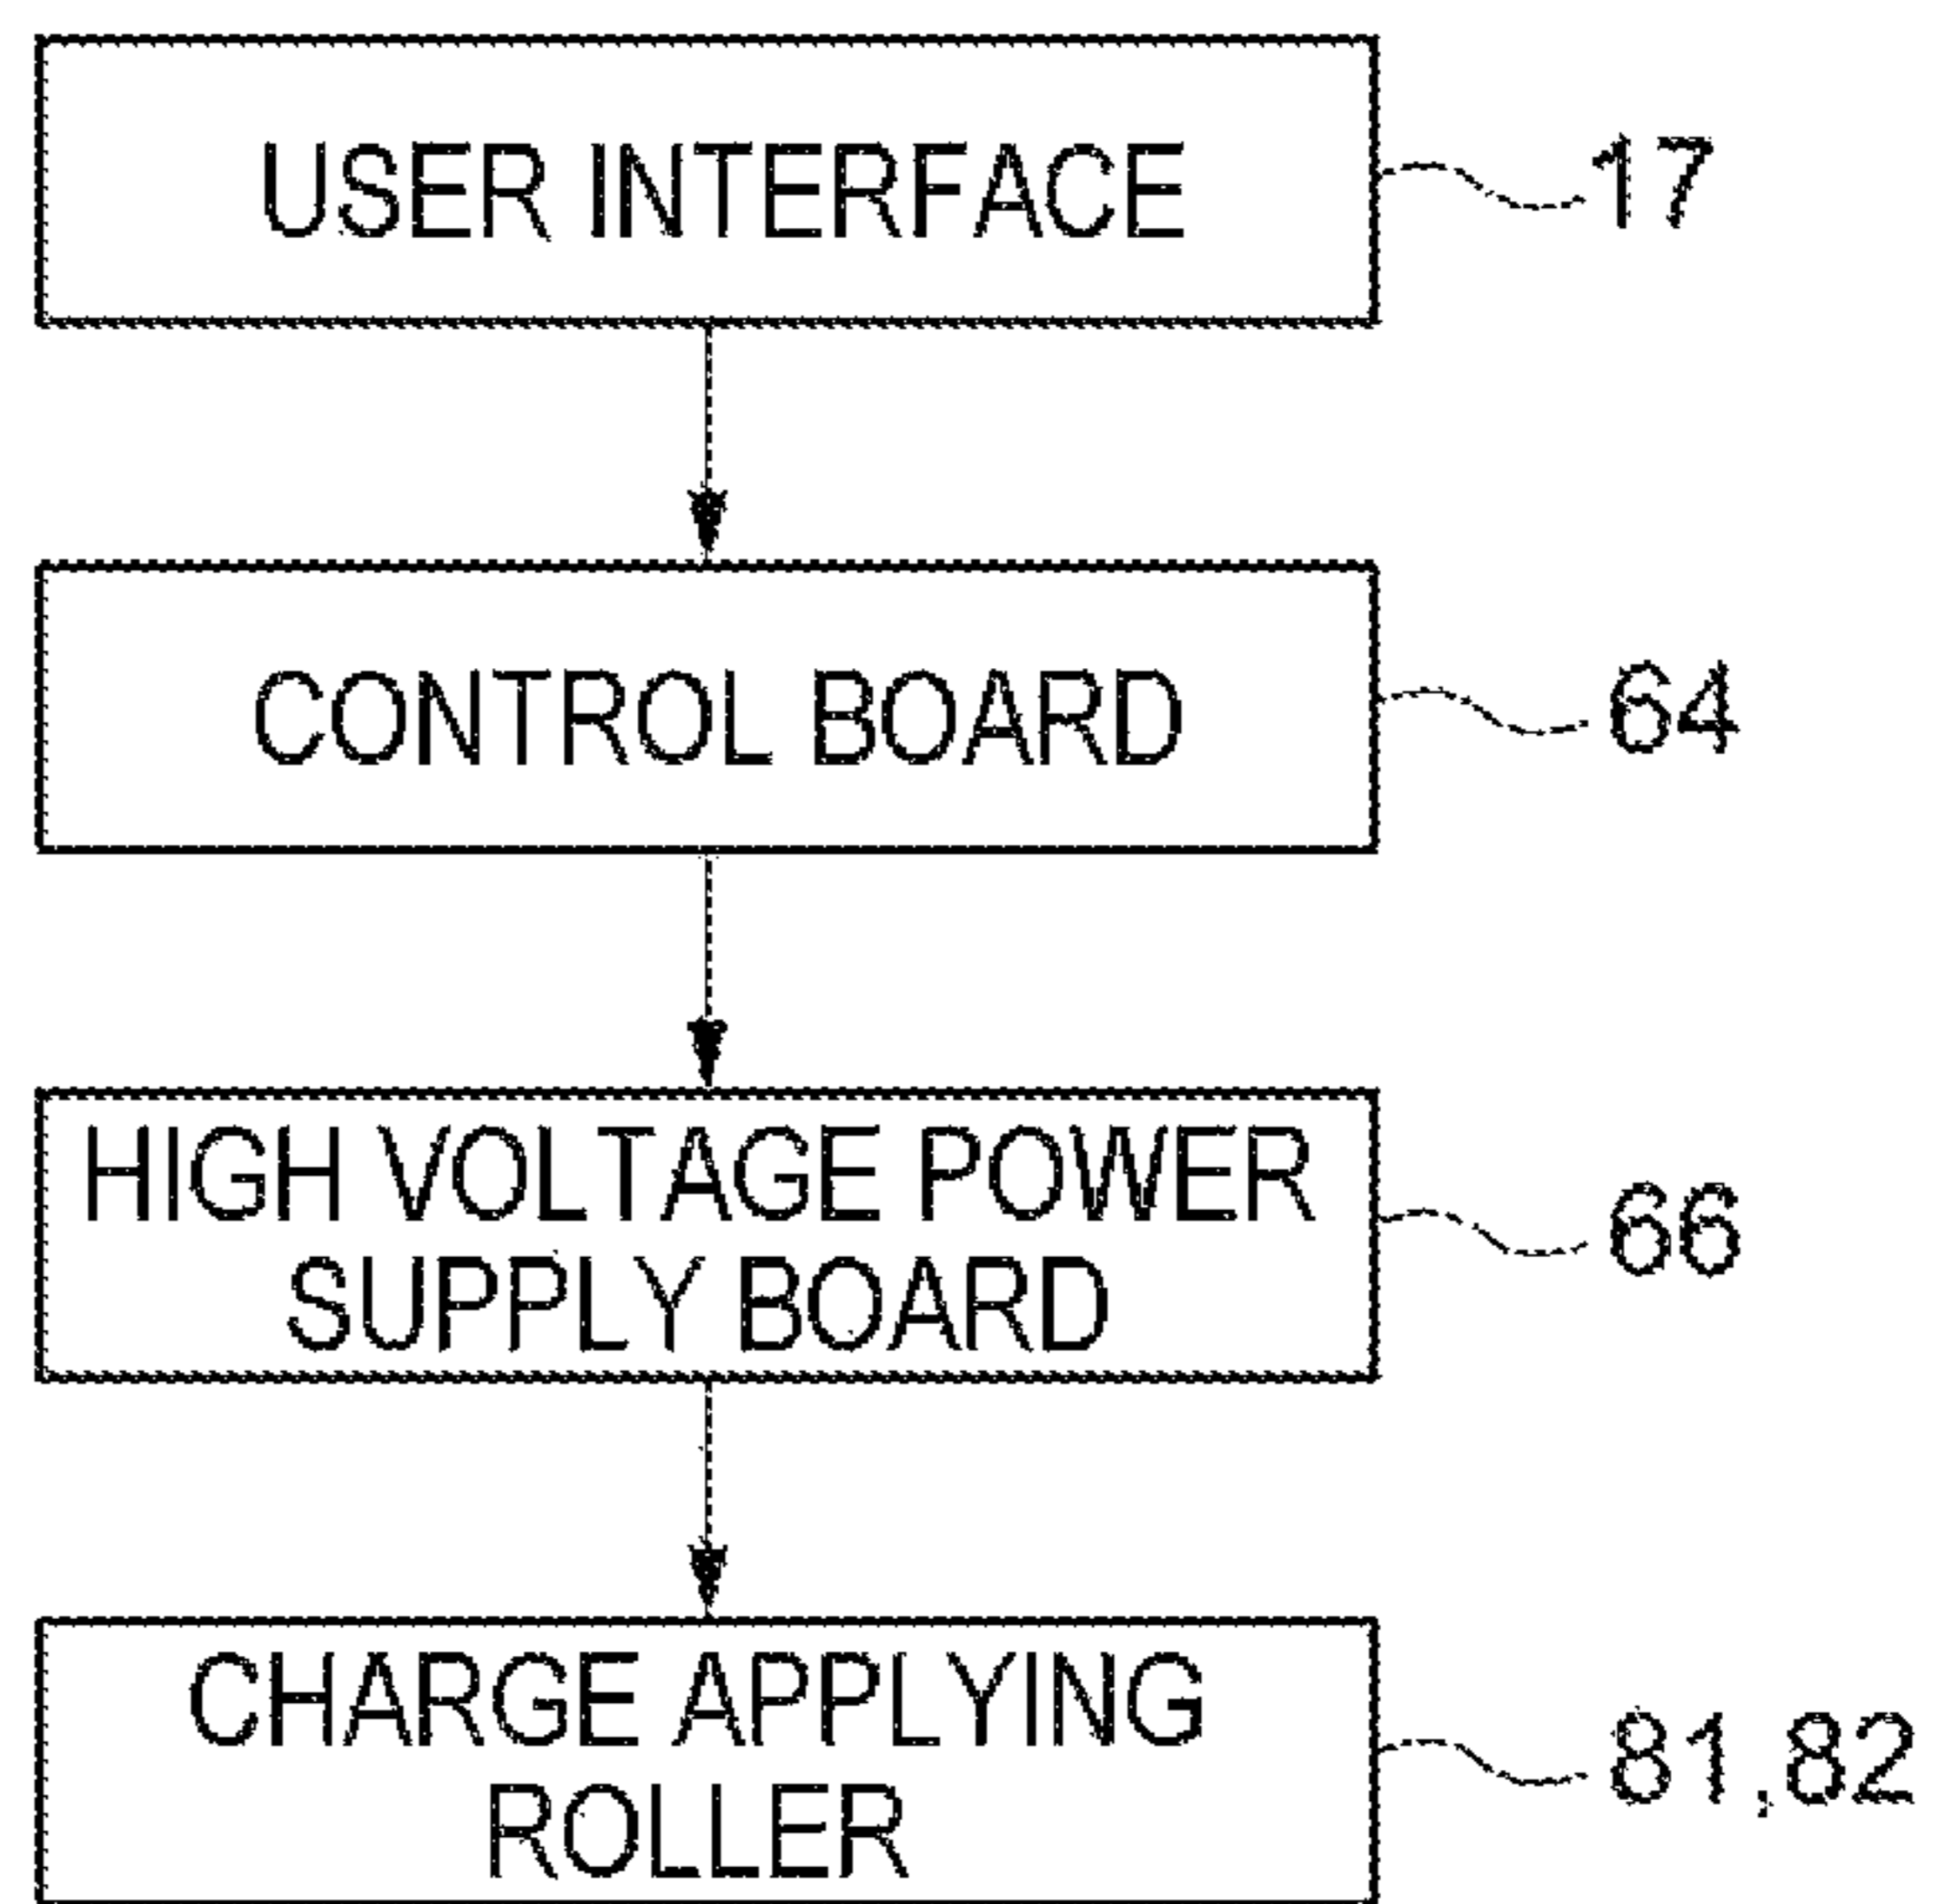 USER INTERFACE
17
CONTROL BOARD
64
HIGH VOLTAGE POWER
SUPPLY BOARD
66
CHARGE APPLYING
ROLLER
81,82